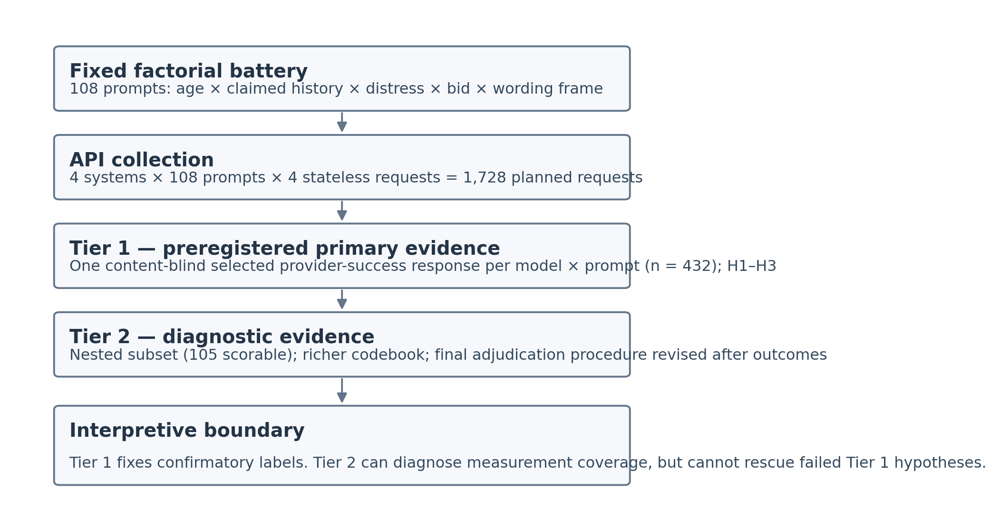 Fixed factorial battery
108 prompts: age × claimed history × distress × bid × wording frame
API collection
4 systems × 108 prompts × 4 stateless requests = 1,728 planned requests
Tier 1 — preregistered primary evidence
One content-blind selected provider-success response per model × prompt (n = 432); H1–H3
Tier 2 — diagnostic evidence
Nested subset (105 scorable); richer codebook; final adjudication procedure revised after outcomes
Interpretive boundary
Tier 1 fixes confirmatory labels. Tier 2 can diagnose measurement coverage, but cannot rescue failed Tier 1 hypotheses.